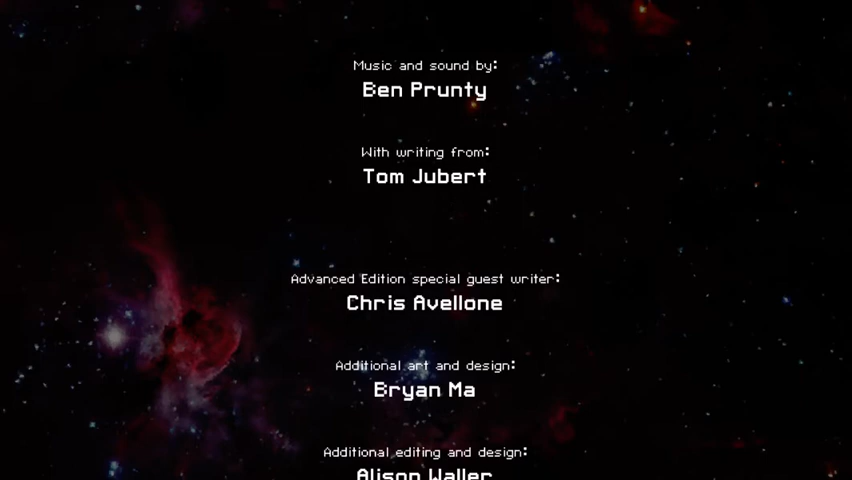 Music and sound by:
Ben Prunty
With writing from:
Tom Jubert
Advanced Edition special guest writer:
Chris Avellone
Additional art and design:
Bryan Ma
Additional editing and design:
Alison Waller